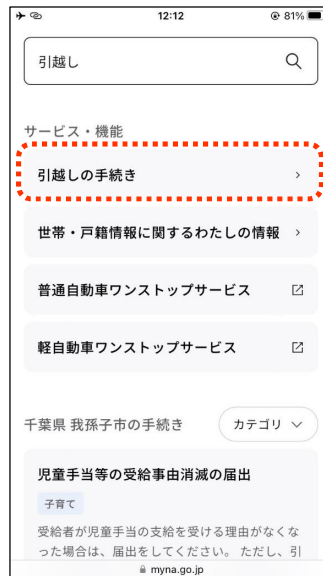 12:12
81%
引越し
サービス・機能
引越しの手続き
世帯・戸籍情報に関するわたしの情報
普通自動車ワンストップサービス
軽自動車ワンストップサービス
千葉県 我孫子市の手続き
カテゴリ
児童手当等の受給事由消滅の届出
子育て
受給者が児童手当の支給を受ける理由がなくな
った場合は、届出をしてください。 ただし、引
myna.go.jp